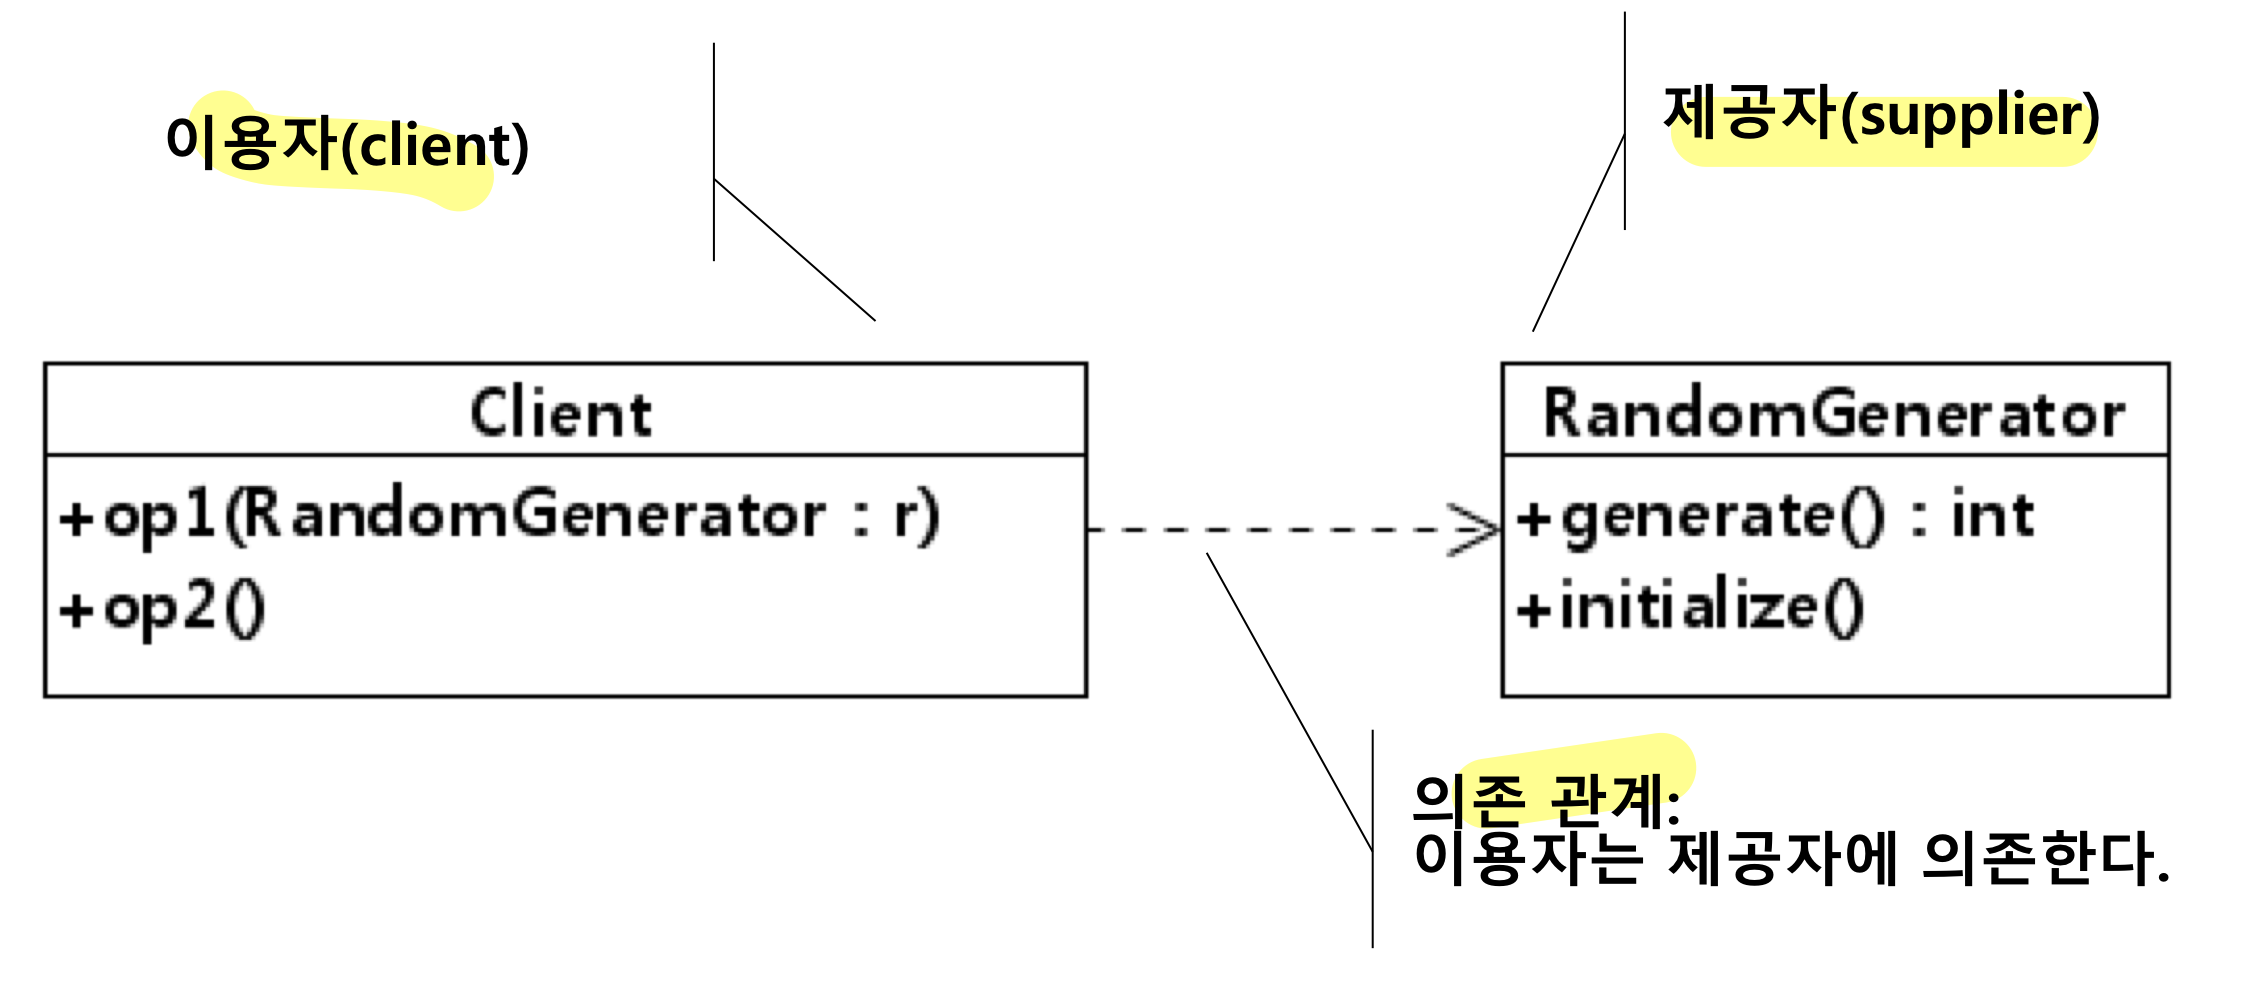 이용자(client)
제공자(supplier)
Client
+op1(RandomGenerator : r)
+op2()
RandomGenerator
+generate() : int
+initialize()
의존 관계:
이용자는 제공자에 의존한다.